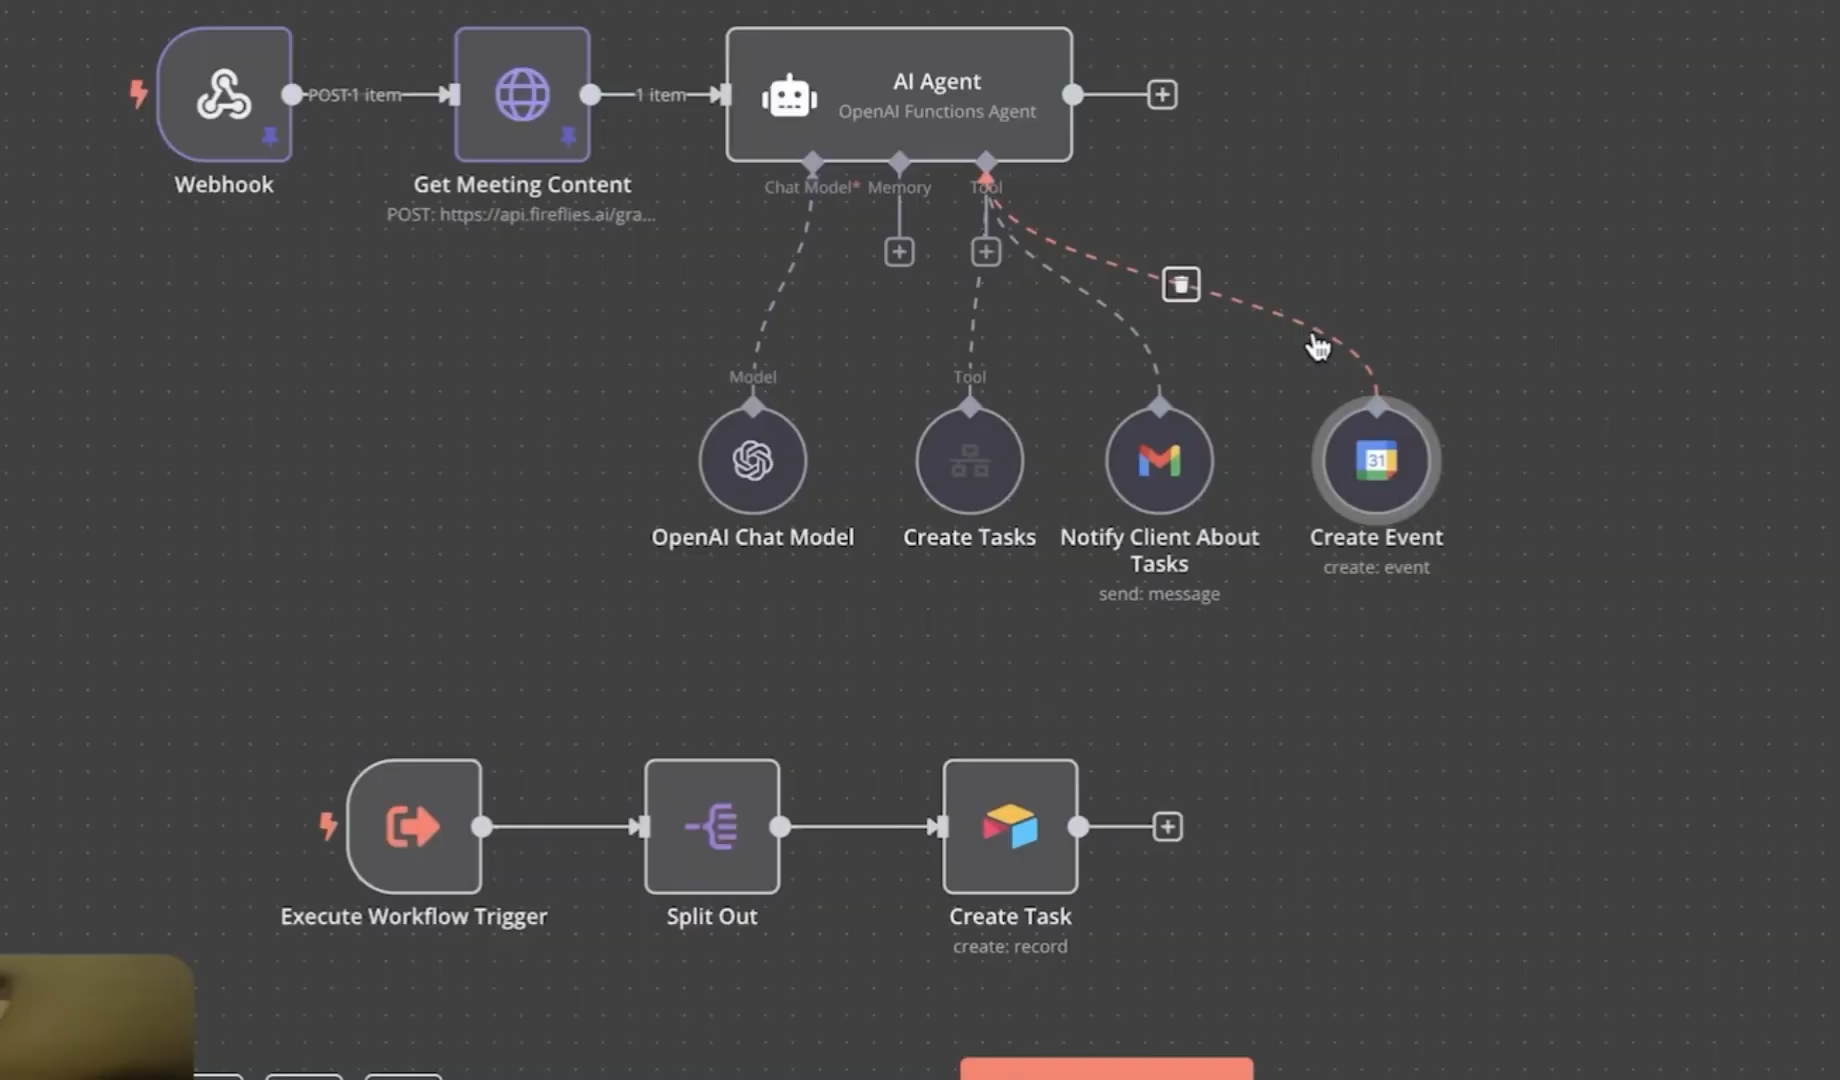 POST 1 item
1 item
AI Agent
OpenAI Functions Agent
Webhook
Get Meeting Content
POST: https://api.fireflies.ai/gra...
Chat Model*
Memory
Tool
Model
Tool
31
OpenAI Chat Model
Create Tasks
Notify Client About
Tasks
send: message
Create Event
create: event
Execute Workflow Trigger
Split Out
Create Task
create: record